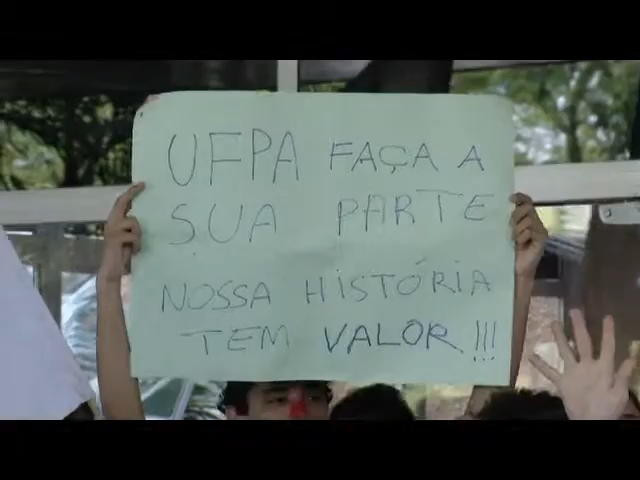 UFPA FAÇA A
SUA PARTE
NOSSA HISTÓRIA
TEM VALOR!!!